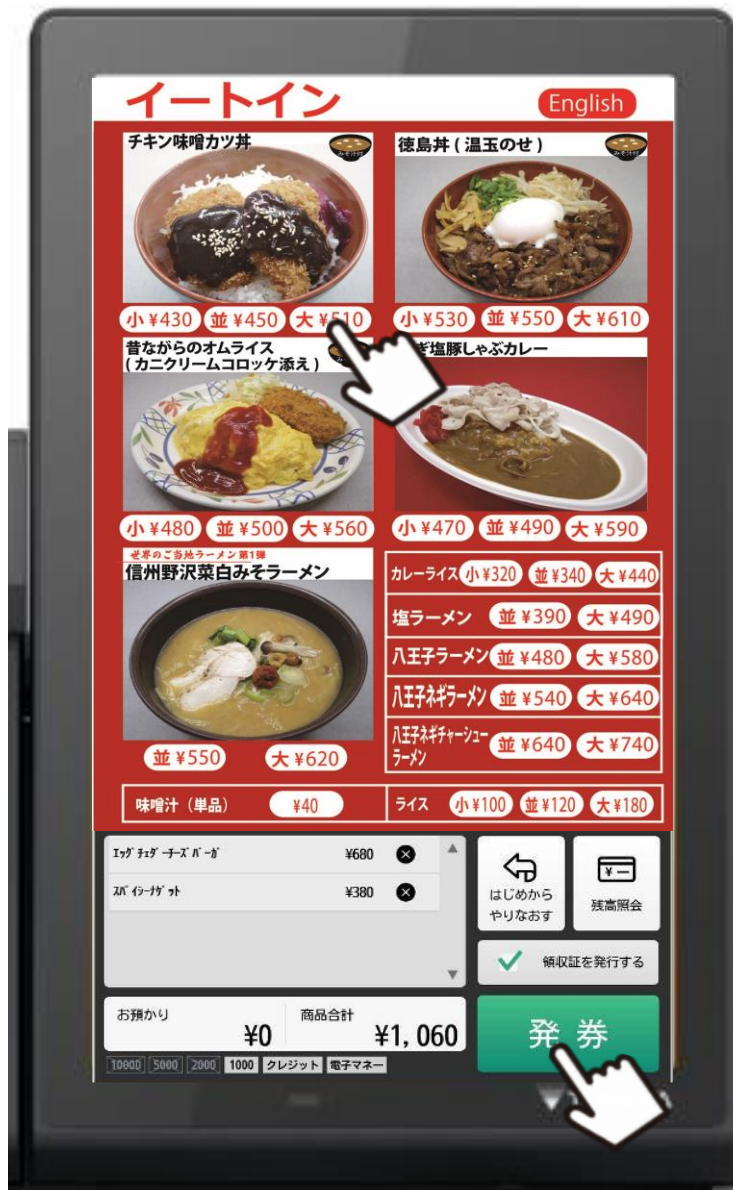 イートイン
English
チキン味噌カツ丼
みそ汁付
徳島丼(温玉のせ)
みそ汁付
小 ¥430 並 ¥450 大 ¥510
小 ¥530 並 ¥550 大 ¥610
昔ながらのオムライス
(カニクリームコロッケ添え)
ぎ塩豚しゃぶカレー
小 ¥480 並 ¥500 大 ¥560
小 ¥470 並 ¥490 大 ¥590
世界のご当地ラーメン第1弾
信州野沢菜白みそラーメン
並 ¥550 大 ¥620
カレーライス 小 ¥320 並 ¥340 大 ¥440
塩ラーメン 並 ¥390 大 ¥490
八王子ラーメン 並 ¥480 大 ¥580
八王子ネギラーメン 並 ¥540 大 ¥640
八王子ネギチャーシュー
ラーメン 並 ¥640 大 ¥740
味噌汁(単品) ¥40
ライス 小 ¥100 並 ¥120 大 ¥180
ｴｯｸﾞﾁｪﾀﾞｰﾁｰｽﾞﾊﾞｰｶﾞ ¥680
ｽﾊﾟｲｼｰﾅｹﾞｯﾄ ¥380
はじめから
やりなおす
¥
残高照会
領収証を発行する
お預かり ¥0
商品合計 ¥1,060
発券
10000 5000 2000 1000 クレジット 電子マネー